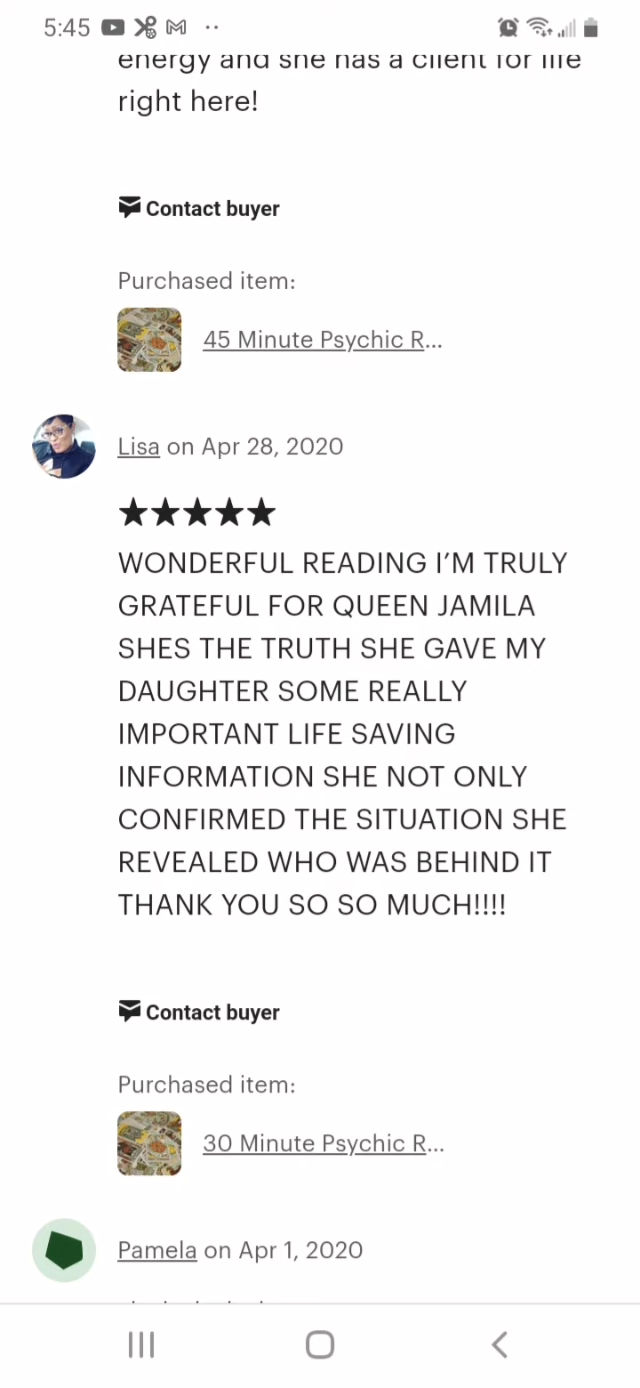 5:45
energy and she has a client for life
right here!
Contact buyer
Purchased item:
45 Minute Psychic R...
Lisa on Apr 28, 2020
WONDERFUL READING I’M TRULY
GRATEFUL FOR QUEEN JAMILA
SHES THE TRUTH SHE GAVE MY
DAUGHTER SOME REALLY
IMPORTANT LIFE SAVING
INFORMATION SHE NOT ONLY
CONFIRMED THE SITUATION SHE
REVEALED WHO WAS BEHIND IT
THANK YOU SO SO MUCH!!!!
Contact buyer
Purchased item:
30 Minute Psychic R...
Pamela on Apr 1, 2020